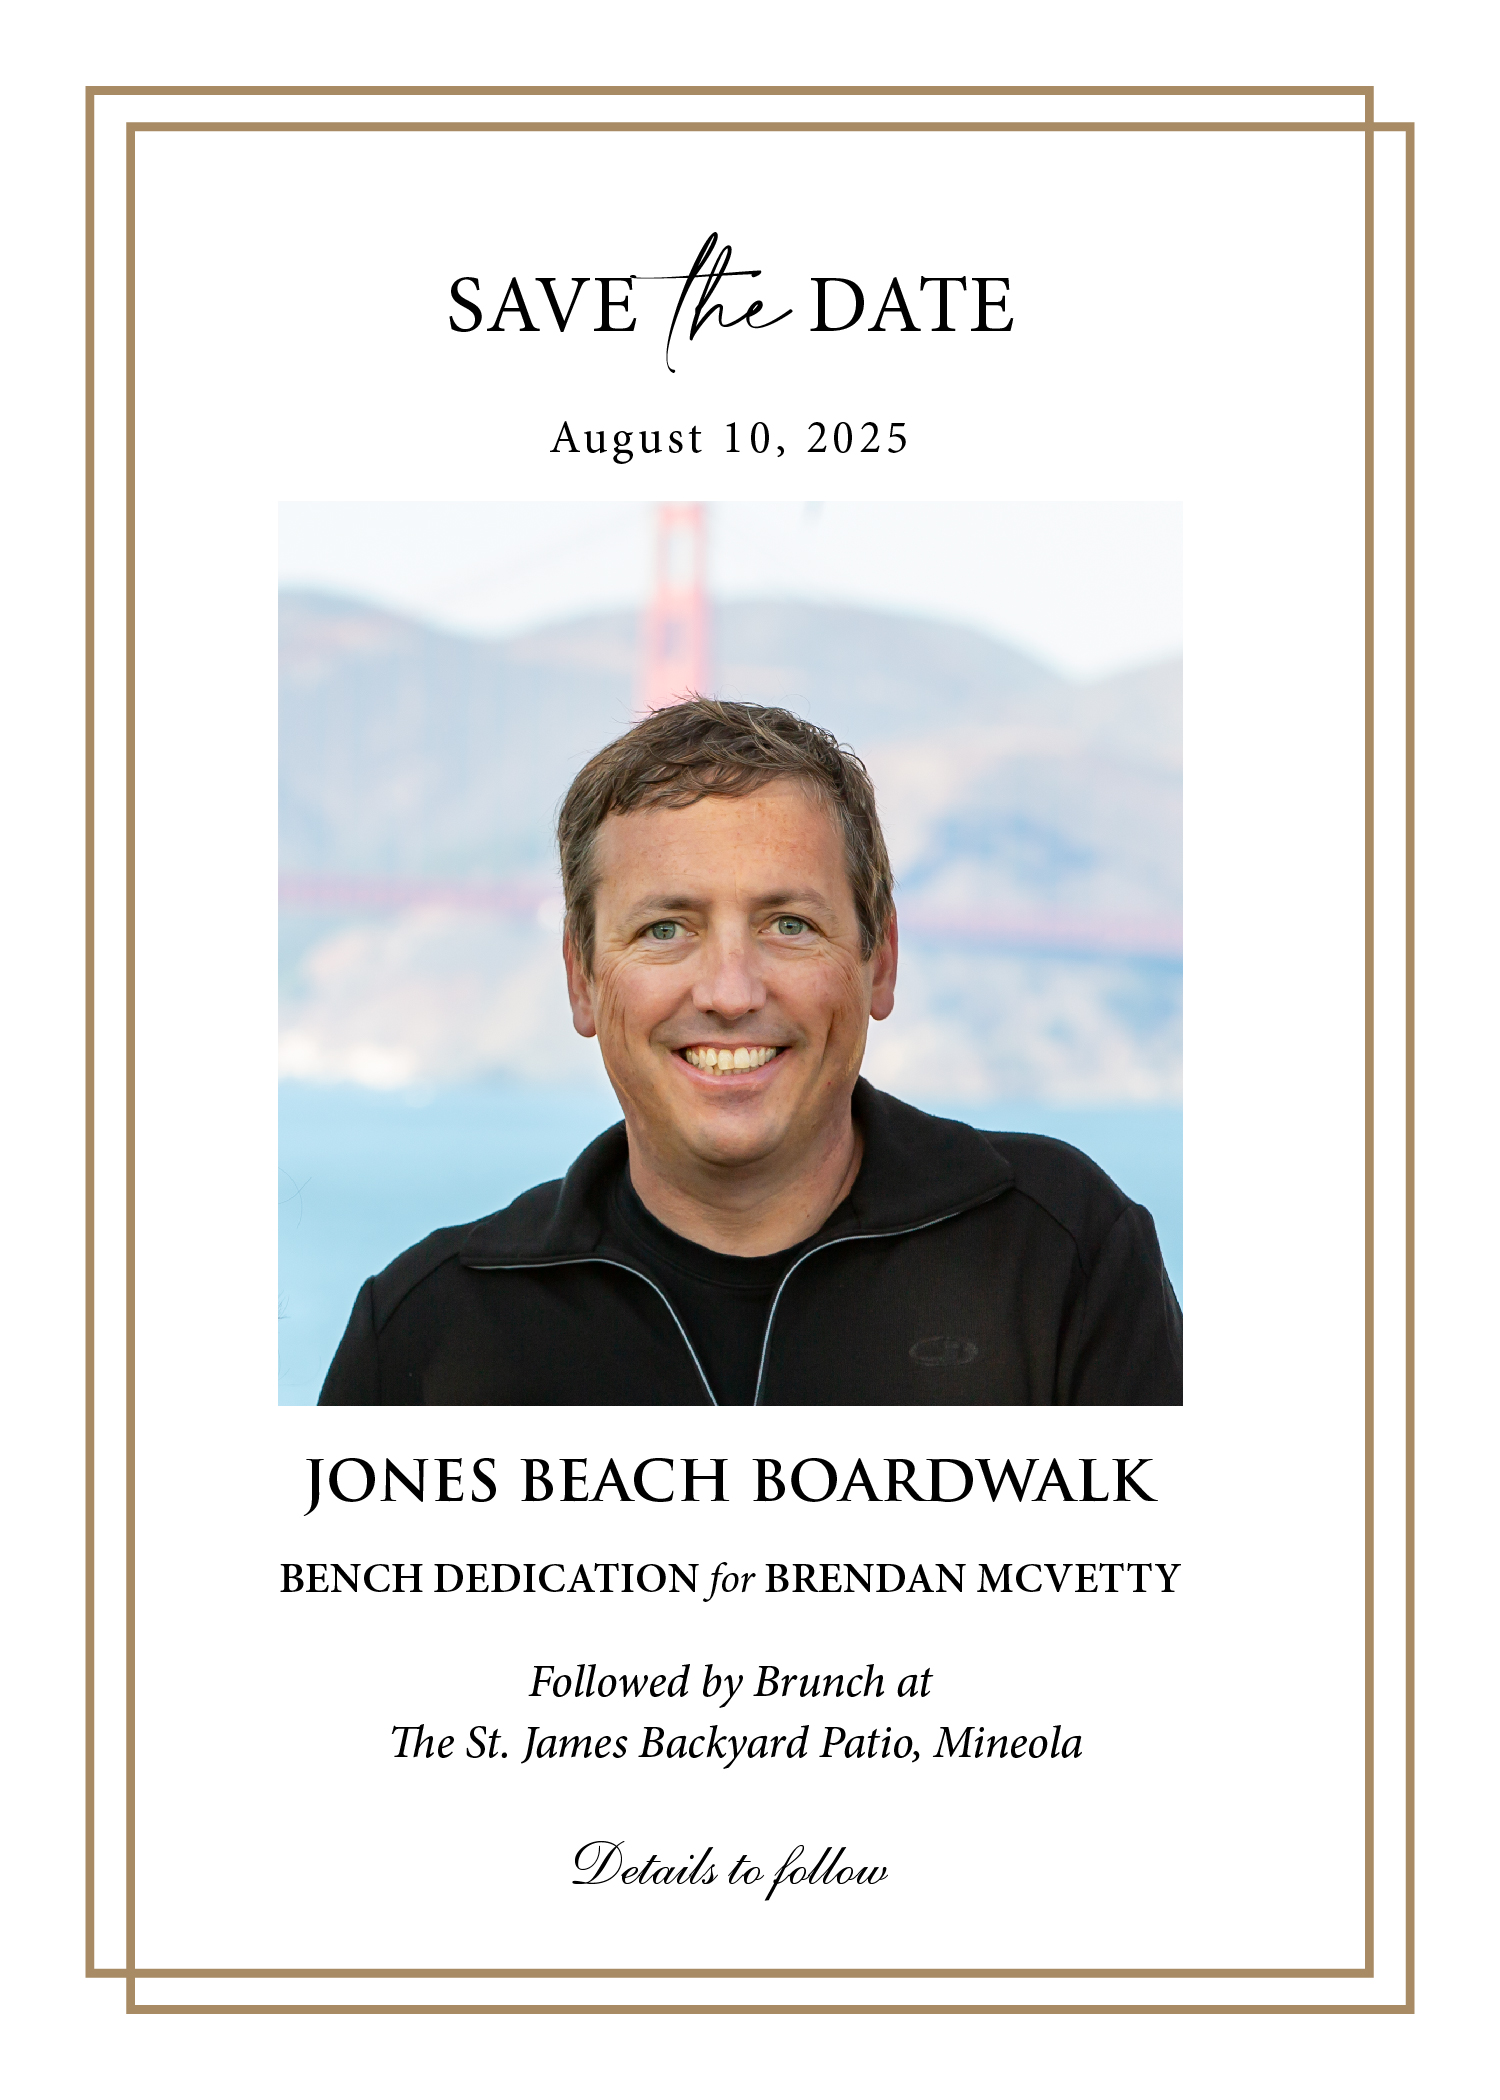 SAVE the DATE
August 10, 2025
JONES BEACH BOARDWALK
BENCH DEDICATION for BRENDAN MCVETTY
Followed by Brunch at
The St. James Backyard Patio, Mineola
Details to follow